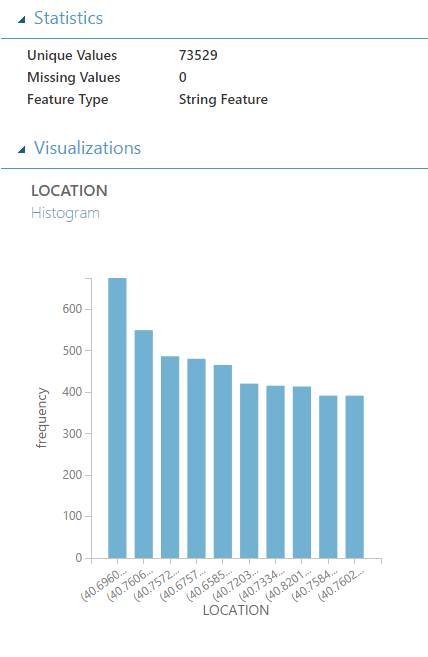 Statistics
Unique Values 73529
Missing Values 0
Feature Type String Feature
Visualizations
LOCATION
Histogram
600
500
400
300
200
100
0
frequency
(40.6960... (40.7606... (40.7572... (40.6757... (40.6585... (40.7203... (40.7334... (40.8201... (40.7584... (40.7602...
LOCATION